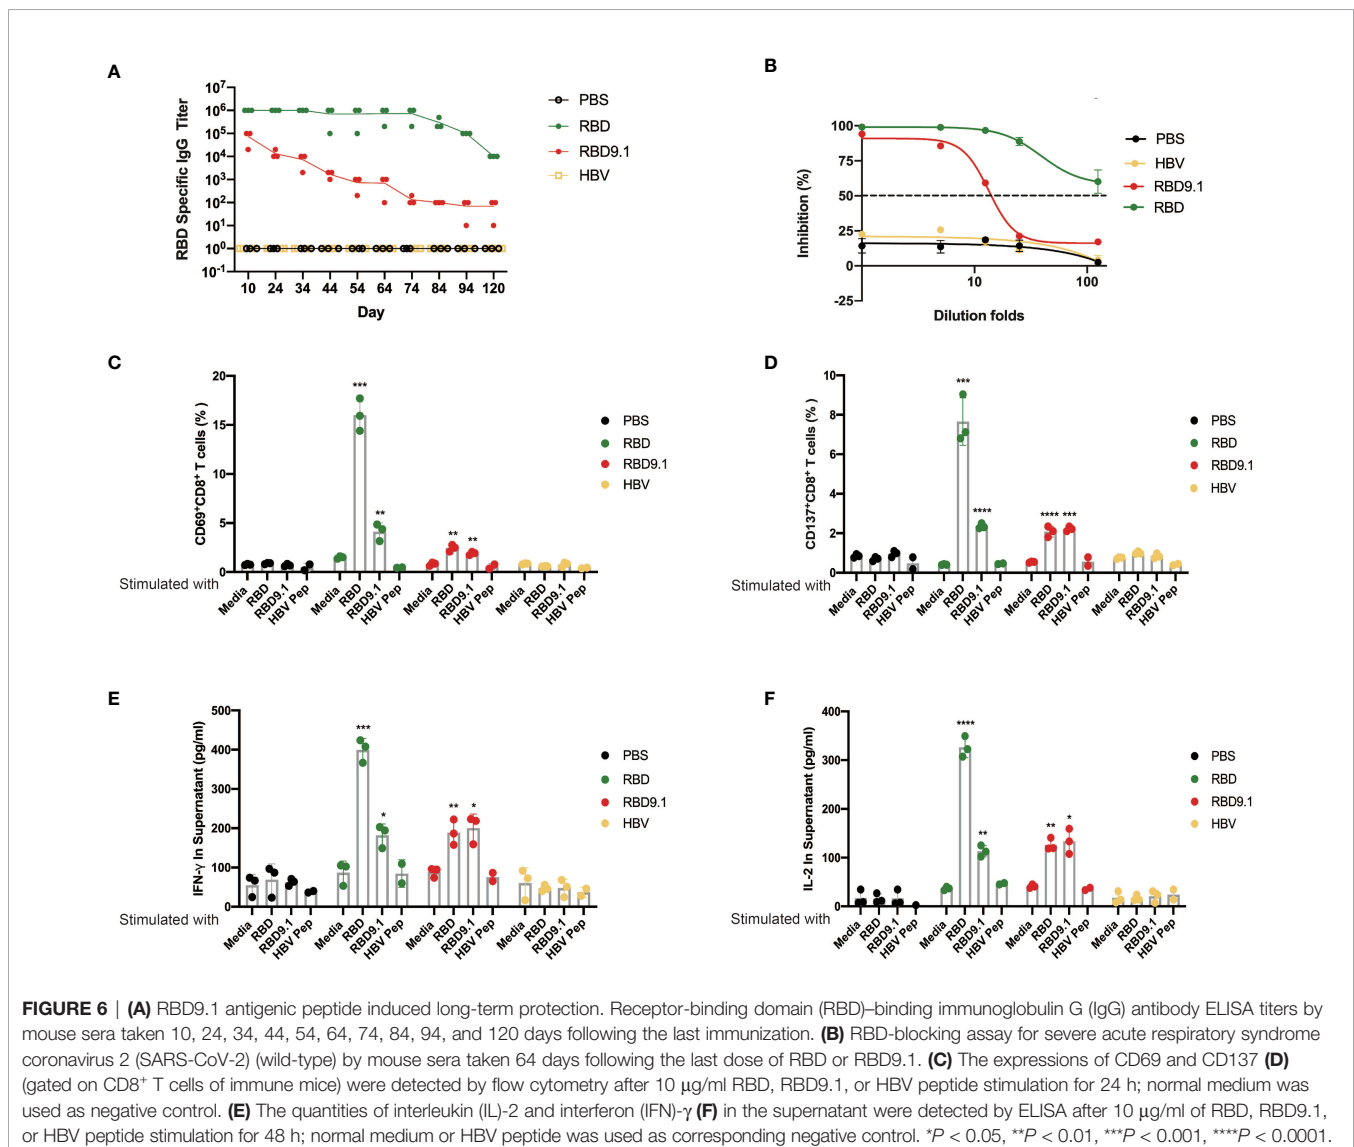 A
10⁷
10⁶
10⁵
10⁴
10³
10²
10¹
10⁰
10⁻¹
RBD Specific IgG Titer
10 24 34 44 54 64 74 84 94 120
Day
PBS
RBD
RBD9.1
HBV
B
100
75
50
25
0
-25
Inhibition (%)
10 100
Dilution folds
PBS
HBV
RBD9.1
RBD
C
20
15
10
5
0
CD69⁺CD8⁺ T cells (%)
*** ** ** **
Stimulated with
Media RBD RBD9.1 HBV Pep Media RBD RBD9.1 HBV Pep Media RBD RBD9.1 HBV Pep Media RBD RBD9.1 HBV Pep
PBS
RBD
RBD9.1
HBV
D
10
8
6
4
2
0
CD137⁺CD8⁺ T cells (%)
*** **** **** ***
Stimulated with
Media RBD RBD9.1 HBV Pep Media RBD RBD9.1 HBV Pep Media RBD RBD9.1 HBV Pep Media RBD RBD9.1 HBV Pep
PBS
RBD
RBD9.1
HBV
E
500
400
300
200
100
0
IFN-γ In Supernatant (pg/ml)
*** * ** *
Stimulated with
Media RBD RBD9.1 HBV Pep Media RBD RBD9.1 HBV Pep Media RBD RBD9.1 HBV Pep Media RBD RBD9.1 HBV Pep
PBS
RBD
RBD9.1
HBV
F
400
300
200
100
0
IL-2 In Supernatant (pg/ml)
**** ** ** *
Stimulated with
Media RBD RBD9.1 HBV Pep Media RBD RBD9.1 HBV Pep Media RBD RBD9.1 HBV Pep Media RBD RBD9.1 HBV Pep
PBS
RBD
RBD9.1
HBV
FIGURE 6 | (A) RBD9.1 antigenic peptide induced long-term protection. Receptor-binding domain (RBD)–binding immunoglobulin G (IgG) antibody ELISA titers by
mouse sera taken 10, 24, 34, 44, 54, 64, 74, 84, 94, and 120 days following the last immunization. (B) RBD-blocking assay for severe acute respiratory syndrome
coronavirus 2 (SARS-CoV-2) (wild-type) by mouse sera taken 64 days following the last dose of RBD or RBD9.1. (C) The expressions of CD69 and CD137 (D)
(gated on CD8⁺ T cells of immune mice) were detected by flow cytometry after 10 μg/ml RBD, RBD9.1, or HBV peptide stimulation for 24 h; normal medium was
used as negative control. (E) The quantities of interleukin (IL)-2 and interferon (IFN)-γ (F) in the supernatant were detected by ELISA after 10 μg/ml of RBD, RBD9.1,
or HBV peptide stimulation for 48 h; normal medium or HBV peptide was used as corresponding negative control. *P < 0.05, **P < 0.01, ***P < 0.001, ****P < 0.0001.